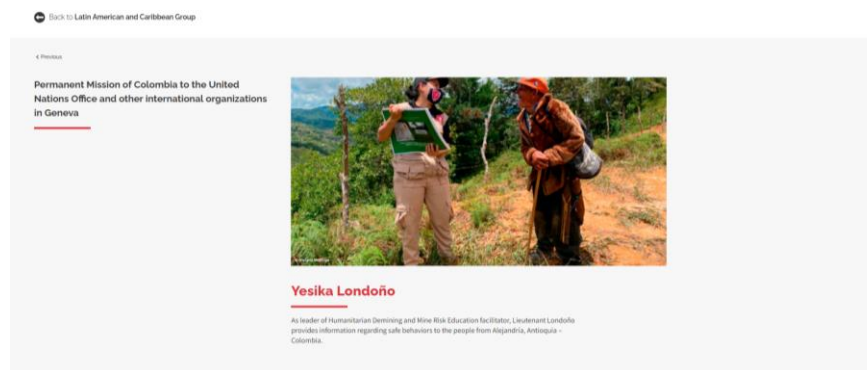 Back to Latin American and Caribbean Group
Previous
Permanent Mission of Colombia to the United
Nations Office and other international organizations
in Geneva
Yesika Londoño
As leader of Humanitarian Demining and Mine Risk Education facilitator, Lieutenant Londoño
provides information regarding safe behaviors to the people from Alejandría, Antioquia –
Colombia.